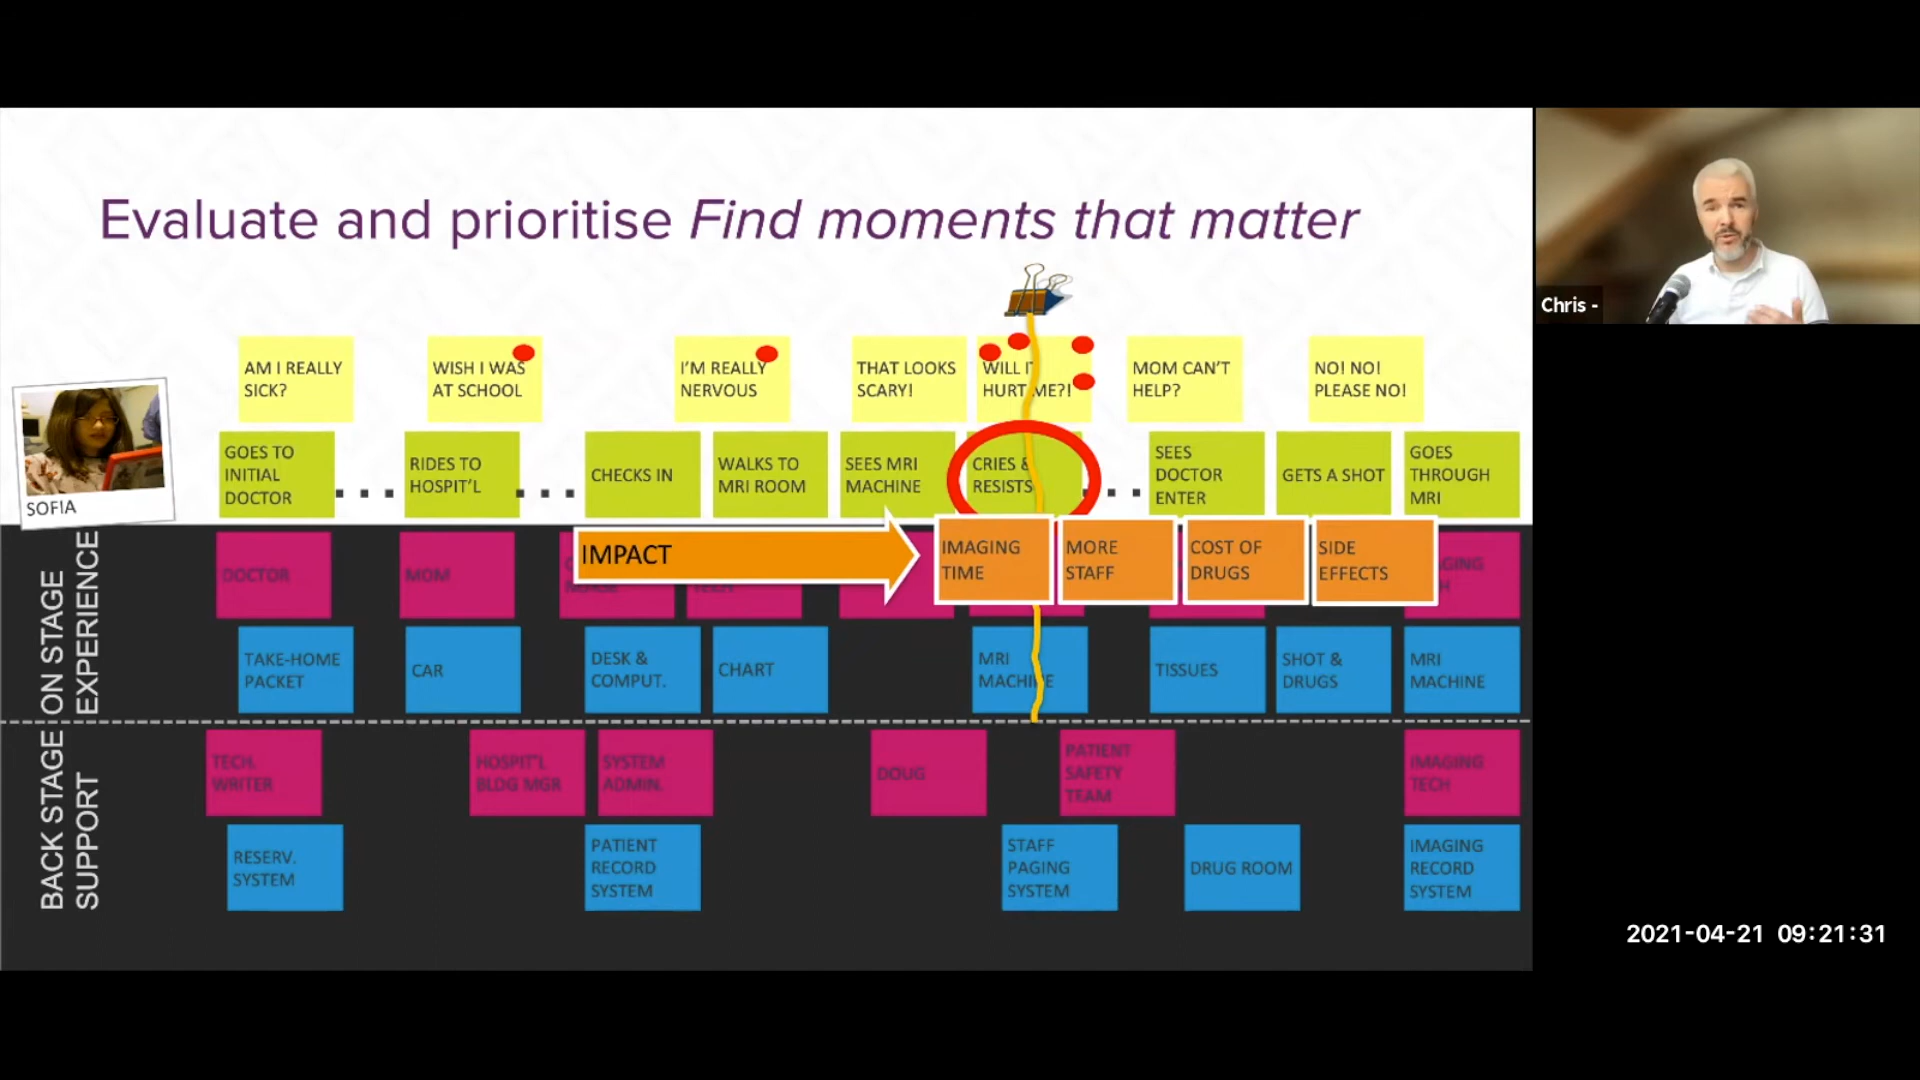 Evaluate and prioritise Find moments that matter
AM I REALLY
SICK?
WISH I WAS
AT SCHOOL
I'M REALLY
NERVOUS
THAT LOOKS
SCARY!
WILL IT
HURT ME?!
MOM CAN'T
HELP?
NO! NO!
PLEASE NO!
SOFIA
GOES TO
INITIAL
DOCTOR
RIDES TO
HOSPIT'L
CHECKS IN
WALKS TO
MRI ROOM
SEES MRI
MACHINE
CRIES &
RESISTS
SEES
DOCTOR
ENTER
GETS A SHOT
GOES
THROUGH
MRI
ON STAGE
EXPERIENCE
DOCTOR
MOM
IMPACT
IMAGING
TIME
MORE
STAFF
COST OF
DRUGS
SIDE
EFFECTS
TAKE-HOME
PACKET
CAR
DESK &
COMPUT.
CHART
MRI
MACHINE
TISSUES
SHOT &
DRUGS
MRI
MACHINE
BACK STAGE
SUPPORT
TECH.
WRITER
HOSPIT'L
BLDG MGR
SYSTEM
ADMIN.
DOUG
PATIENT
SAFETY
TEAM
IMAGING
TECH
RESERV.
SYSTEM
PATIENT
RECORD
SYSTEM
STAFF
PAGING
SYSTEM
DRUG ROOM
IMAGING
RECORD
SYSTEM
Chris -
2021-04-21 09:21:31